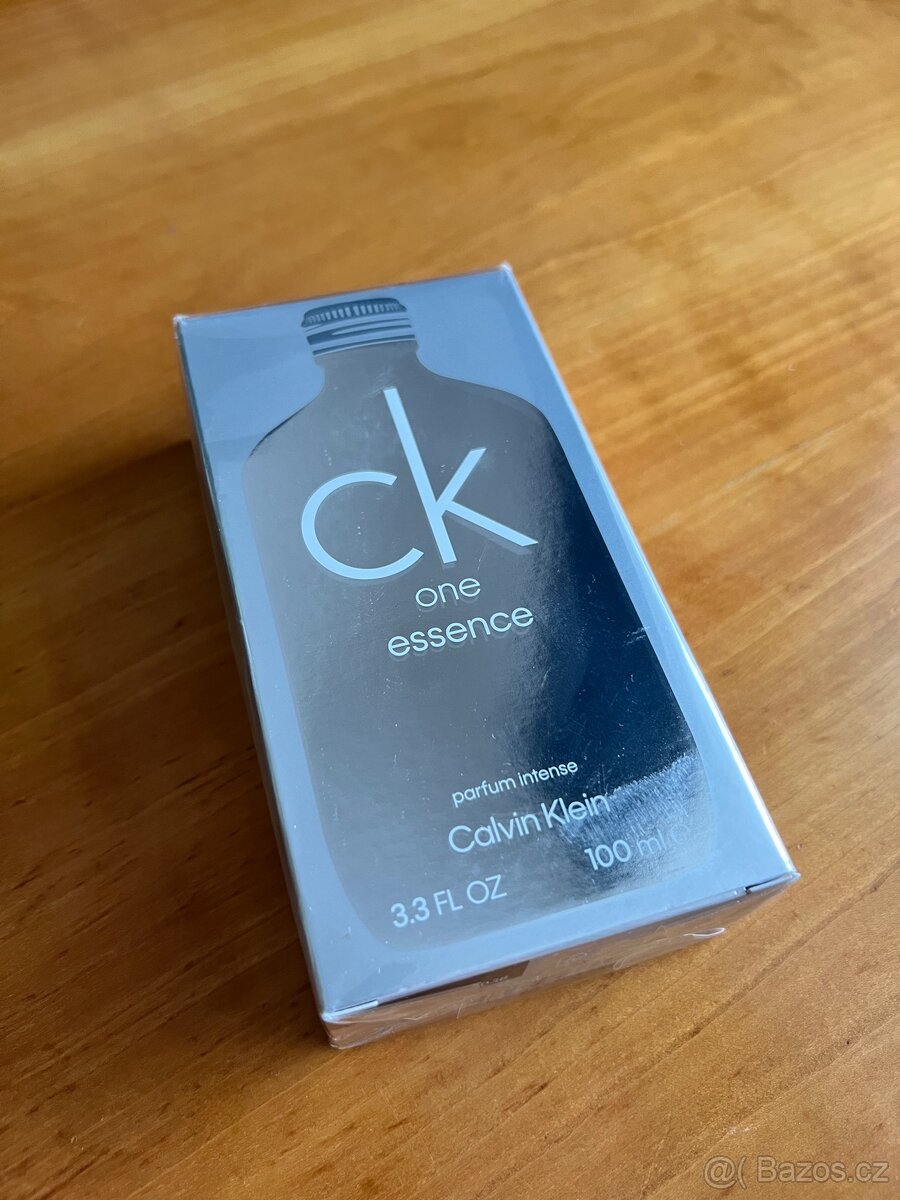 ck
one
essence
parfum intense
Calvin Klein
100 ml
3.3 FL OZ
@( Bazos.cz